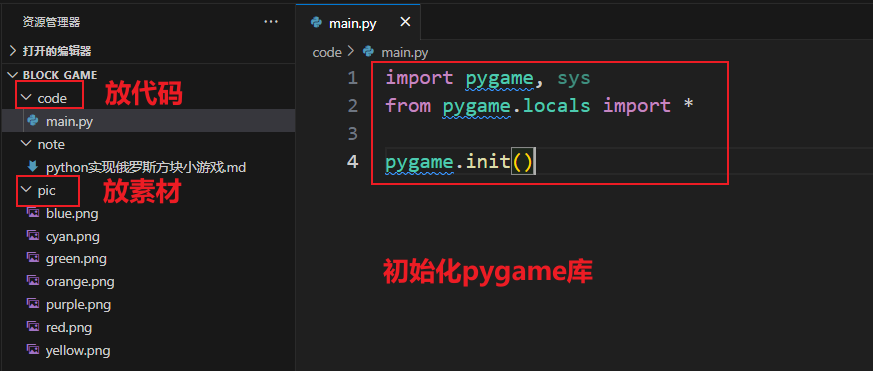 资源管理器
打开的编辑器
BLOCK GAME
code
放代码
main.py
note
python实现俄罗斯方块小游戏.md
pic
放素材
blue.png
cyan.png
green.png
orange.png
purple.png
red.png
yellow.png
main.py
code > main.py
1 import pygame, sys
2 from pygame.locals import *
3
4 pygame.init()
初始化pygame库